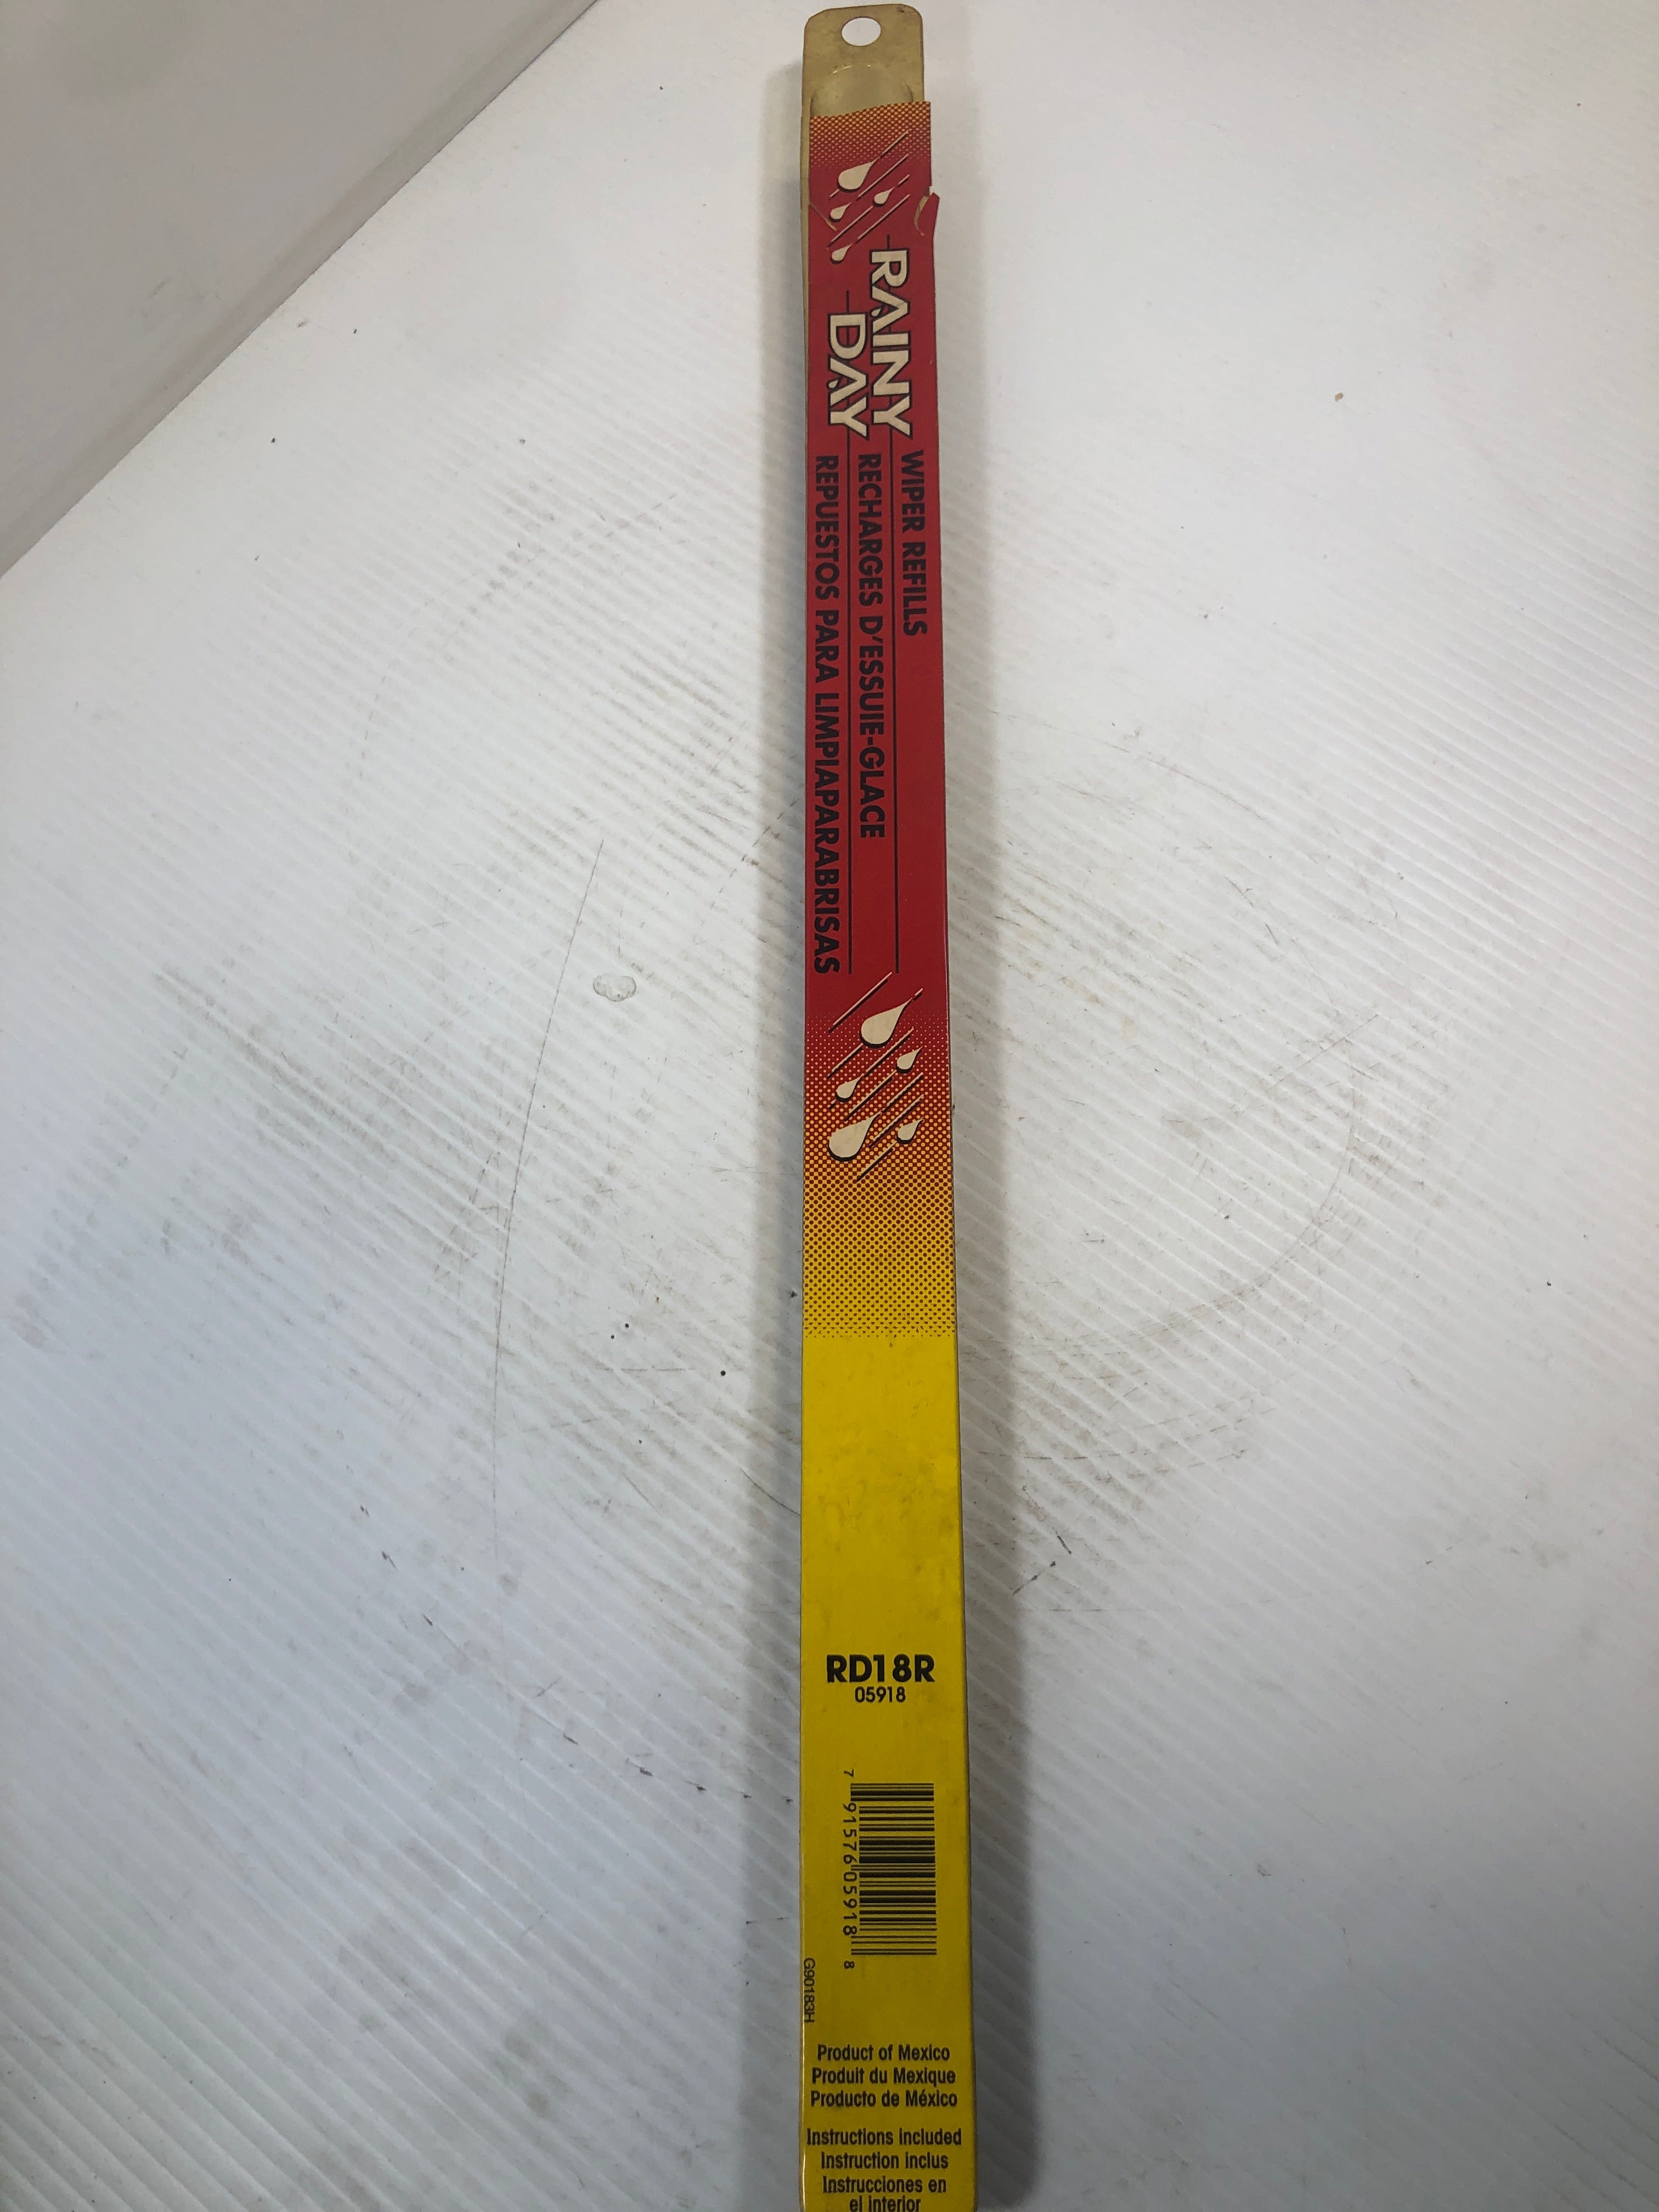 RAINY
DAY
WIPER REFILLS
RECHARGES D'ESSUIE-GLACE
REPUESTOS PARA LIMPIAPARABRISAS
RD18R
05918
7 91576 05918 8
G90183H
Product of Mexico
Produit du Mexique
Producto de México
Instructions included
Instruction inclus
Instrucciones en
el interior